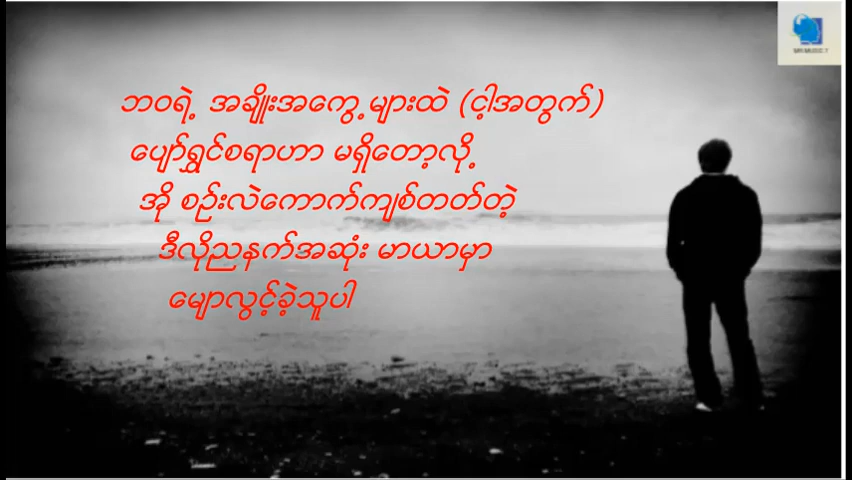 ဘဝရဲ့ အချိုးအကွေ့များထဲ (ငါ့အတွက်)
ပျော်ရွှင်စရာဟာ မရှိတော့လို့
အို စဉ်းလဲကောက်ကျစ်တတ်တဲ့
ဒီလိုညနက်အဆုံး မာယာမှာ
မျောလွင့်ခဲ့သူပါ